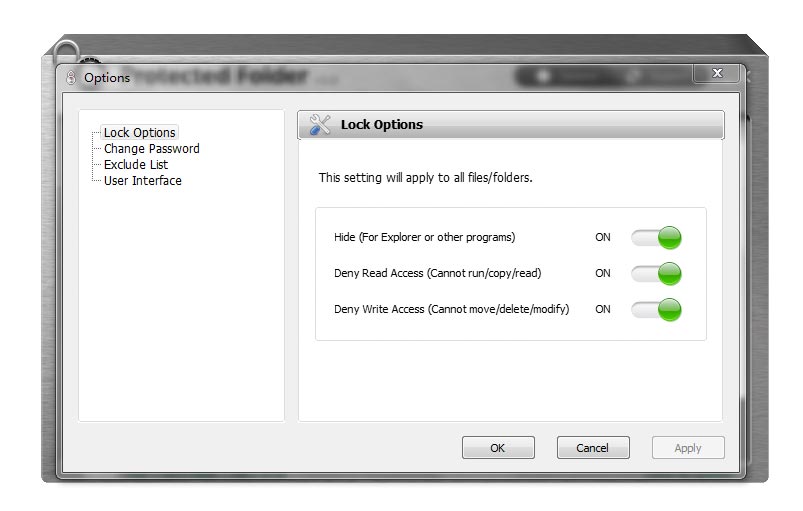 Protected Folder
Options
Lock Options
Change Password
Exclude List
User Interface
Lock Options
This setting will apply to all files/folders.
Hide (For Explorer or other programs) ON
Deny Read Access (Cannot run/copy/read) ON
Deny Write Access (Cannot move/delete/modify) ON
OK Cancel Apply